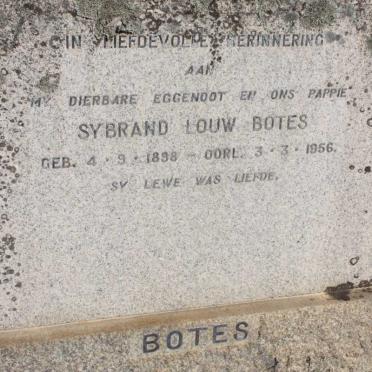 IN LIEFDEVOLLE HERINNERING
AAN
MY DIERBARE EGGENOOT EN ONS PAPPIE
SYBRAND LOUW BOTES
GEB. 4 · 9 · 1898 - OORL. 3 · 3 · 1956.
SY LEWE WAS LIEFDE.
BOTES